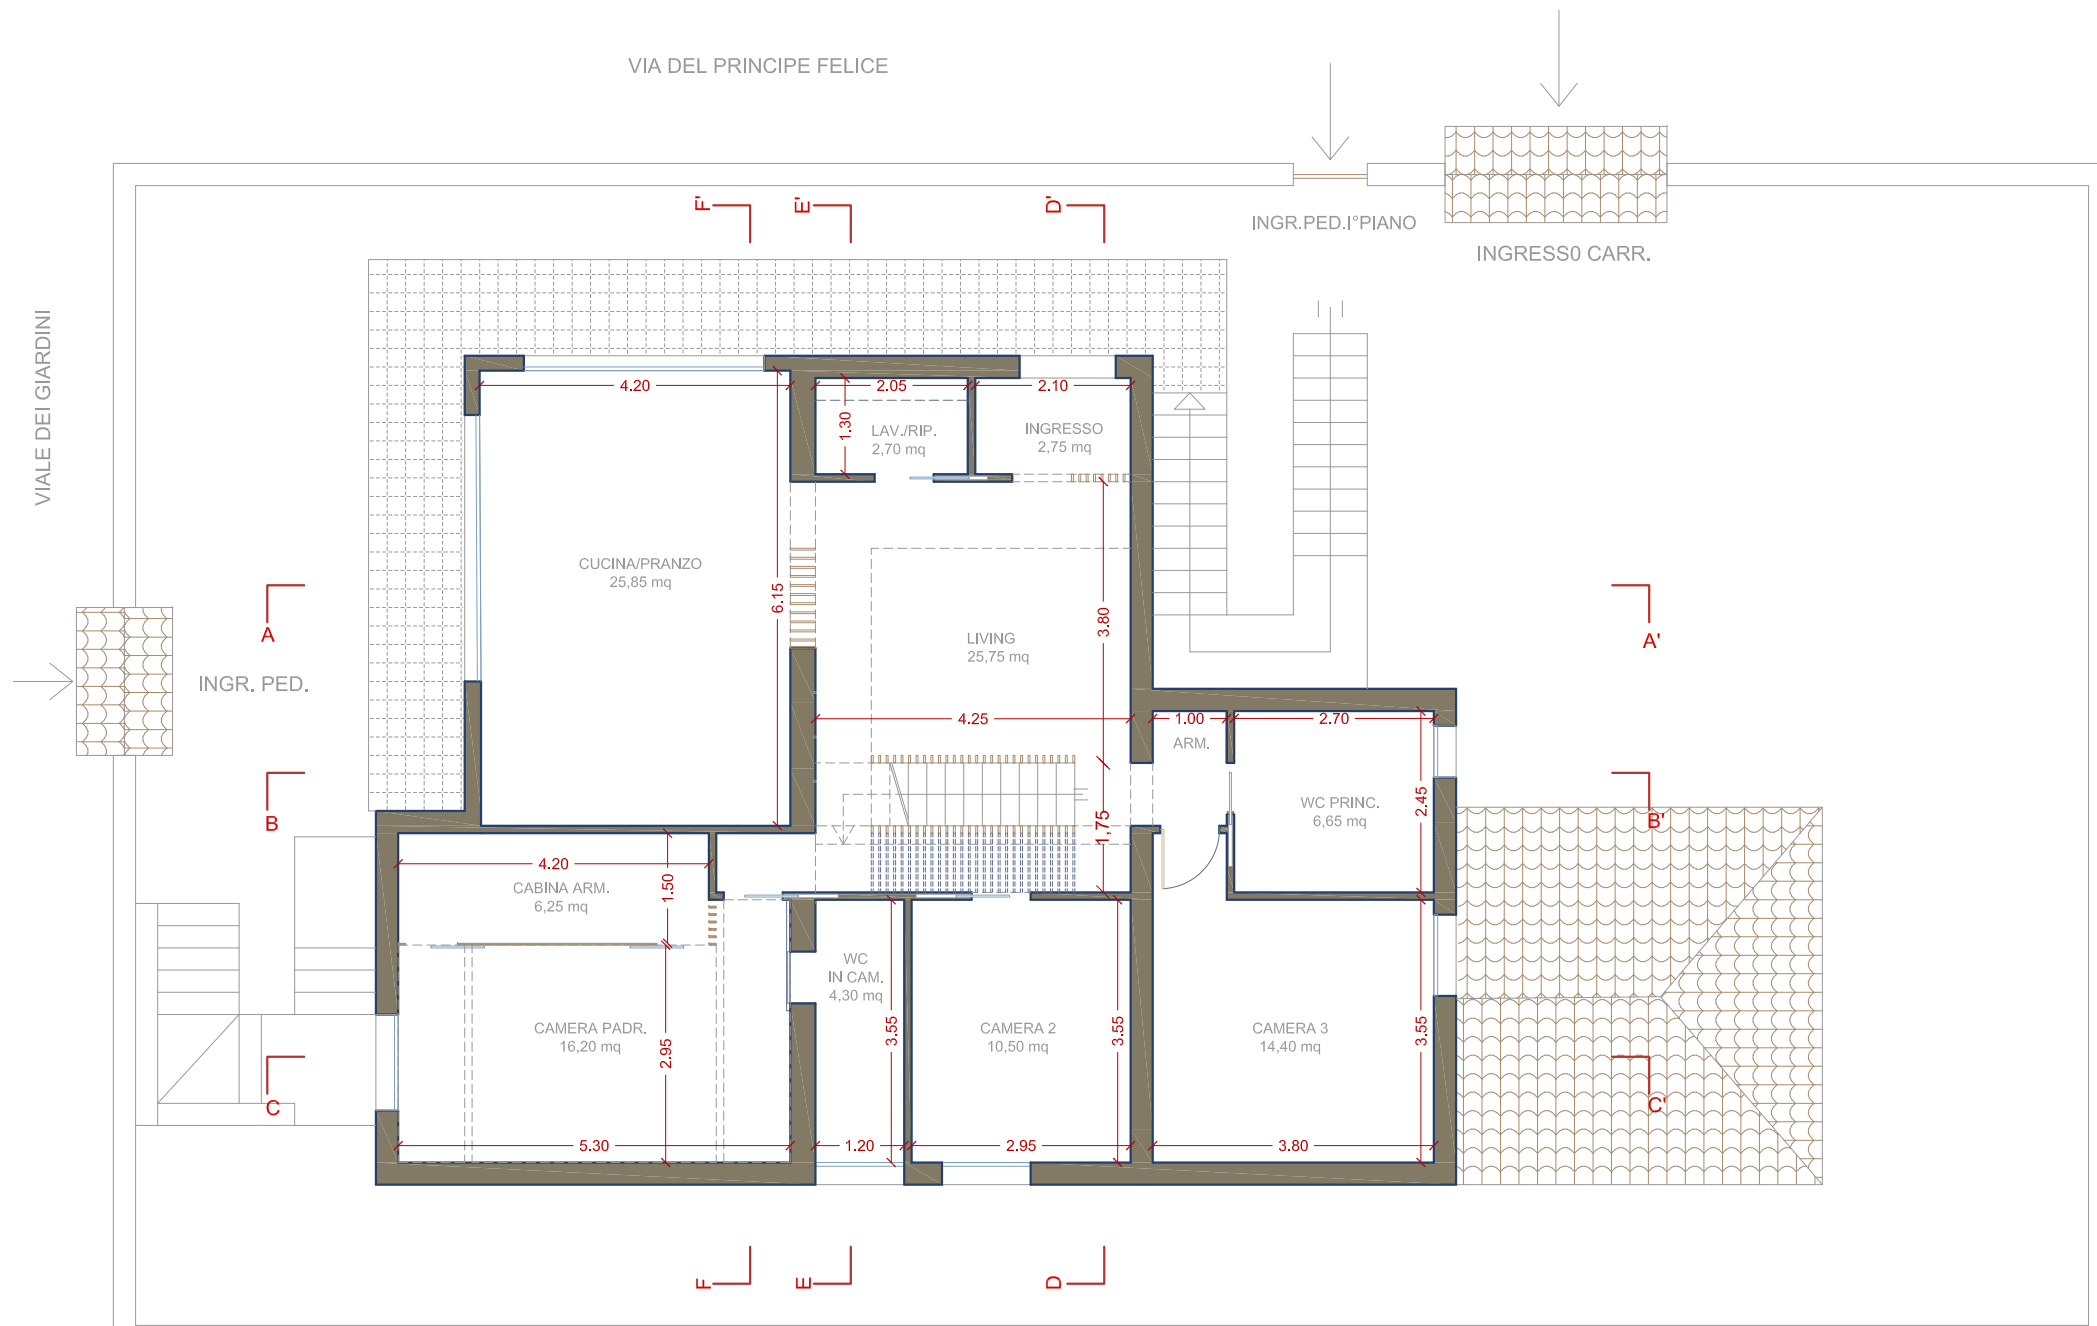 VIA DEL PRINCIPE FELICE
VIALE DEI GIARDINI
F'
E'
D'
INGR.PED.I°PIANO
INGRESS0 CARR.
4.20
2.05
2.10
1.30
LAV./RIP.
2,70 mq
INGRESSO
2,75 mq
CUCINA/PRANZO
25,85 mq
6.15
3.80
LIVING
25,75 mq
A
A'
INGR. PED.
4.25
1.00
2.70
ARM.
B
B'
WC PRINC.
6,65 mq
2.45
1,75
4.20
1.50
CABINA ARM.
6,25 mq
WC
IN CAM.
4,30 mq
CAMERA PADR.
16,20 mq
2.95
3.55
CAMERA 2
10,50 mq
3.55
CAMERA 3
14,40 mq
3.55
C
C'
5.30
1.20
2.95
3.80
F
E
D